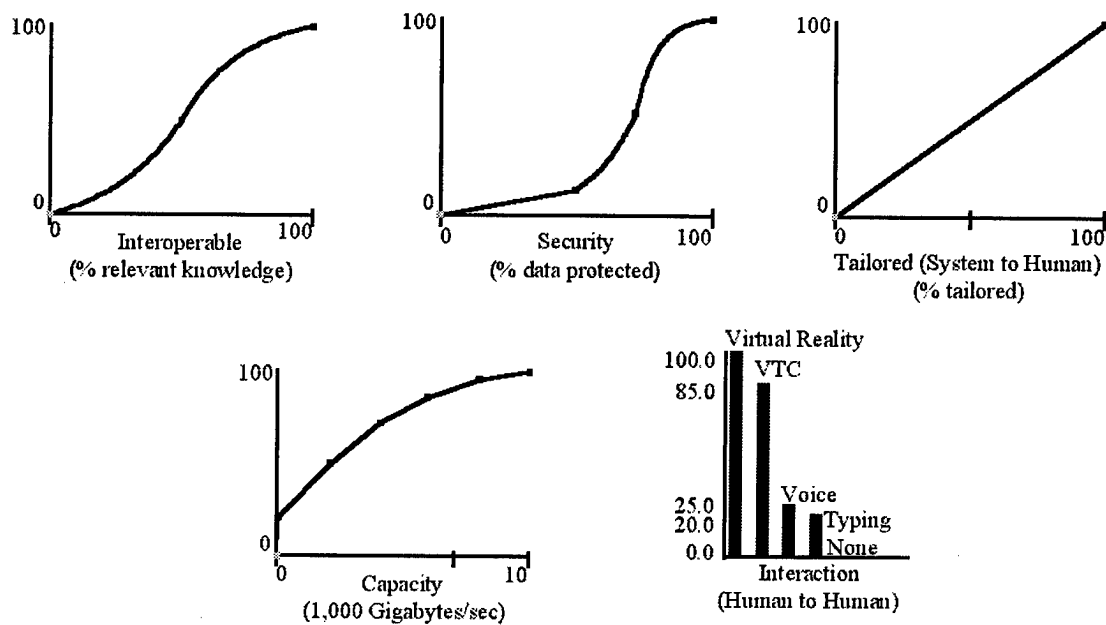 100
0
0
100
Interoperable
(% relevant knowledge)
100
0
0
100
Security
(% data protected)
100
0
0
100
Tailored (System to Human)
(% tailored)
100
0
0
10
Capacity
(1,000 Gigabytes/sec)
Virtual Reality
100.0
VTC
85.0
Voice
25.0
Typing
20.0
None
0.0
Interaction
(Human to Human)